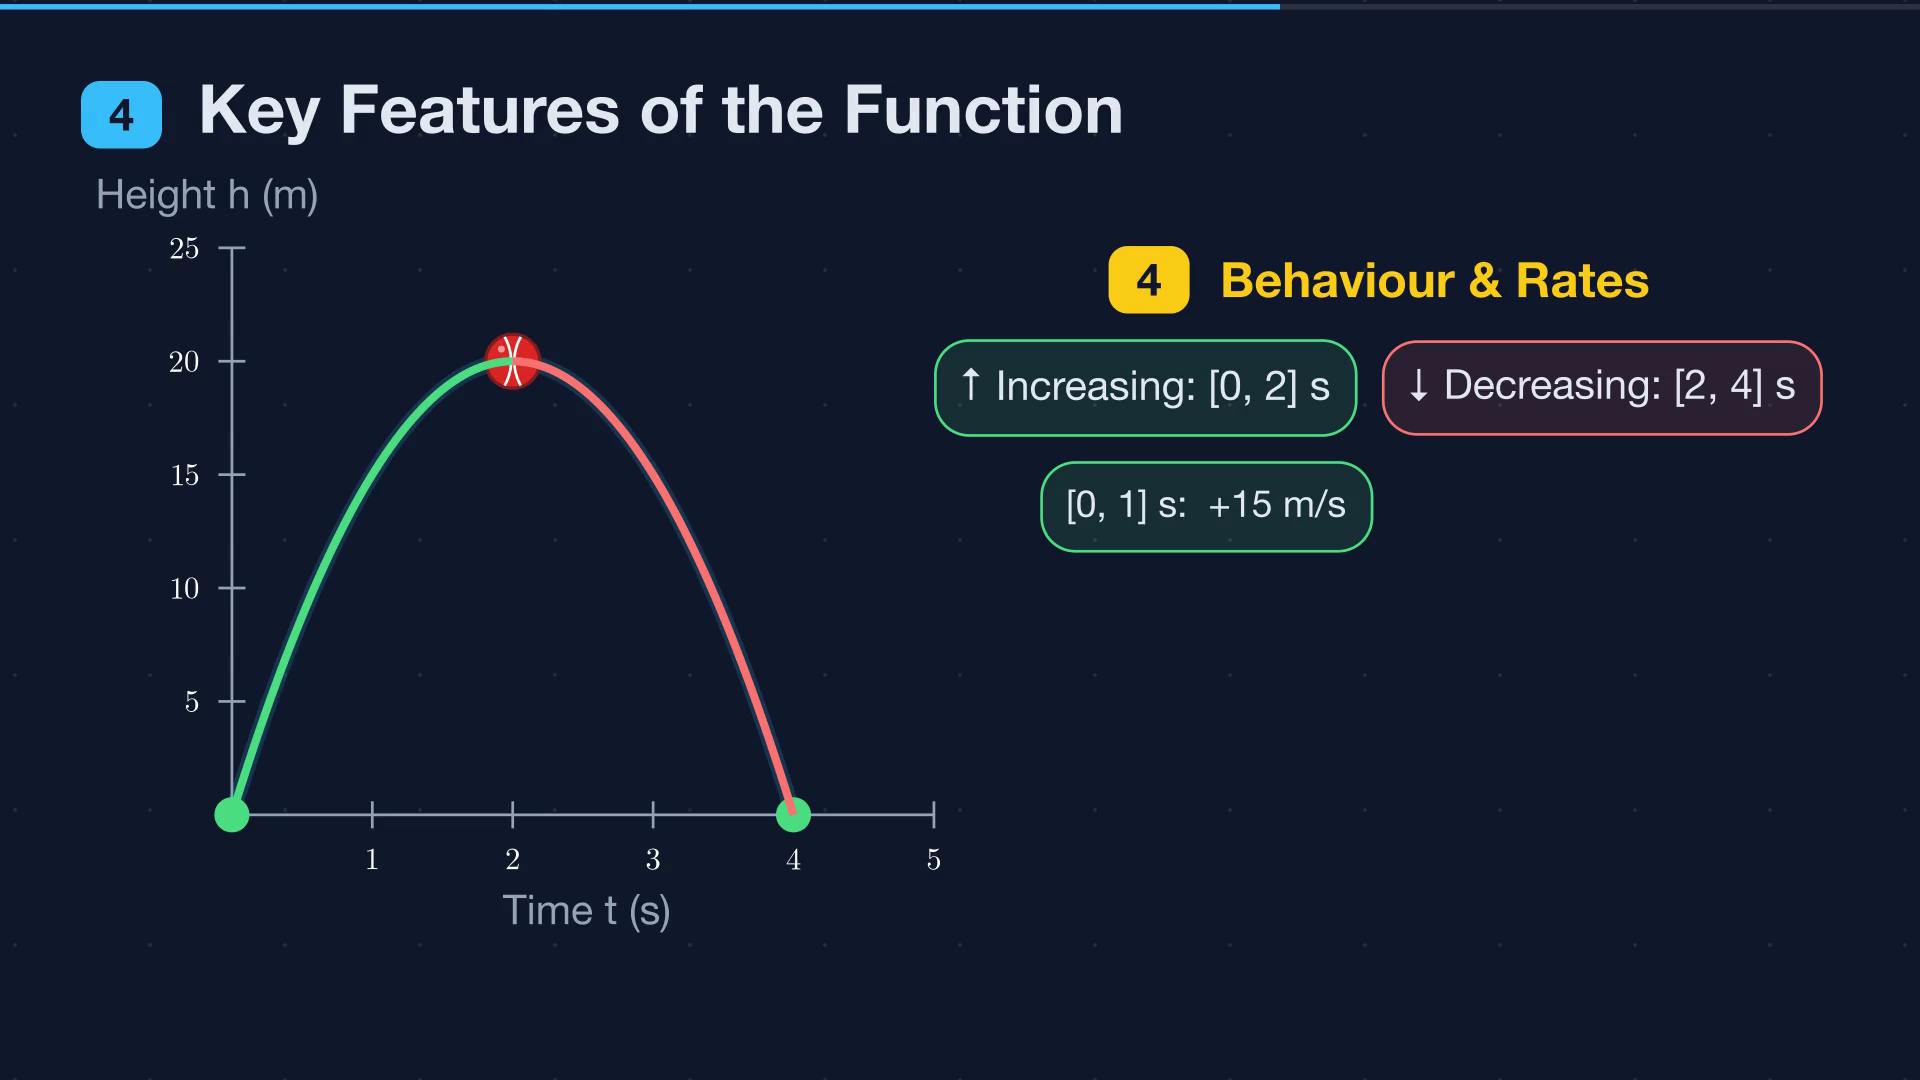 4 Key Features of the Function
Height h (m)
25
20
15
10
5
1 2 3 4 5
Time t (s)
4 Behaviour & Rates
↑ Increasing: [0, 2] s
↓ Decreasing: [2, 4] s
[0, 1] s: +15 m/s